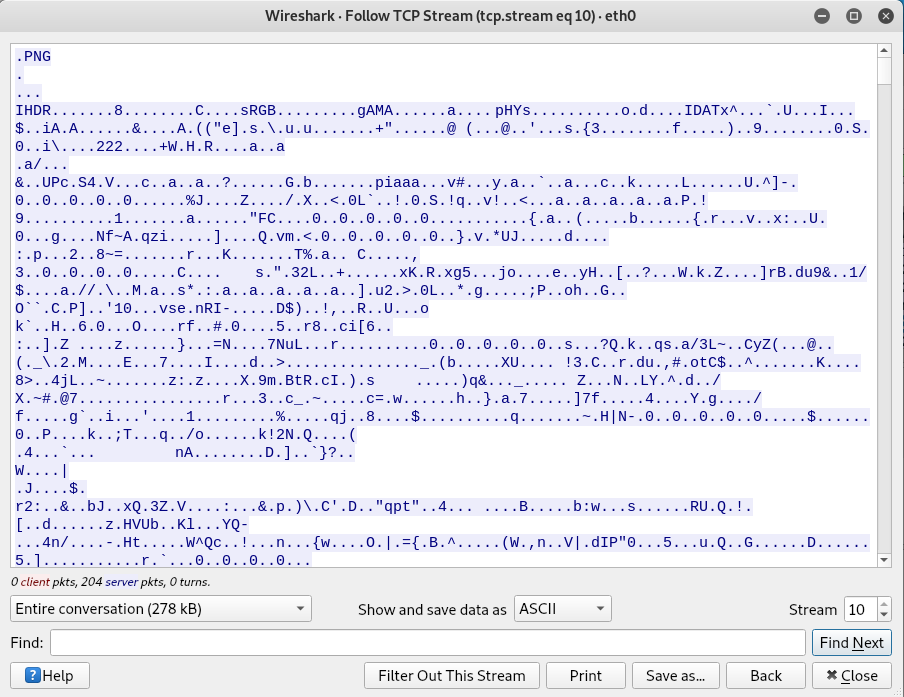 Wireshark · Follow TCP Stream (tcp.stream eq 10) · eth0
.PNG
.
...
IHDR.......8........C....sRGB.........gAMA......a....pHYs..........o.d....IDATx^...`.U...I...
$..iA.A......&....A.(("e].s.\.u.u.......+"......@ (...@..'...s.{3........f.....)..9........0.S.
0..i\....222....+W.H.R....a..a
.a/...
&..UPc.S4.V...c..a..a..?......G.b.......piaaa...v#...y.a..`..a...c..k.....L......U.^]-.
0..0..0..0..0......%J....Z..../.X..<.0L`..!.0.S.!q..v!..<...a..a..a..a..a.P.!
9..........1.......a......"FC....0..0..0..0..0...........{.a..(.....b......{.r...v..x:..U.
0...g....Nf~A.qzi.....]....Q.vm.<.0..0..0..0..0..}.v.*UJ.....d....
:.p...2..8~=.......r...K.......T%.a.. C.....,
3..0..0..0..0.....C.... s.".32L..+......xK.R.xg5...jo....e..yH..[..?...W.k.Z....]rB.du9&..1/
$....a.//.\..M.a..s*.:.a..a..a..a..a..].u2.>.0L..*.g.....;P..oh..G..
O``.C.P]..'10...vse.nRI-.....D$)..!,..R..U...o
k`..H..6.0...O....rf..#.0....5..r8..ci[6..
:..].Z ....z......}...=N....7NuL...r..........0..0..0..0..0..s...?Q.k..qs.a/3L~..CyZ(...@..
(._\.2.M....E...7....I....d..>..............._.(b.....XU.... !3.C..r.du.,#.otC$..^.......K....
8>..4jL..~.......z:.z....X.9m.BtR.cI.).s .....)q&..._..... Z...N..LY.^.d../
X.~#.@7................r...3..c_.~.....c=.w......h..}.a.7.....]7f.....4....Y.g..../
f.....g`..i...'....1.........%.....qj..8....$..........q.......~.H|N-.0..0..0..0..0.....$......
0..P....k..;T...q../o......k!2N.Q....(
.4...`... nA........D.]..`}?..
W....|
.J....$.
r2:..&..bJ..xQ.3Z.V....:...&.p.)\.C'.D.."qpt"..4... ....B.....b:w...s......RU.Q.!.
[..d......z.HVUb..Kl...YQ-
...4n/....-.Ht.....W^Qc..!...n...{w....O.|.={.B.^.....(W.,n..V|.dIP"0...5...u.Q..G......D......
5.]...........r.`...0..0..0..0...
0 client pkts, 204 server pkts, 0 turns.
Entire conversation (278 kB) Show and save data as ASCII Stream 10
Find: Find Next
Help Filter Out This Stream Print Save as... Back Close